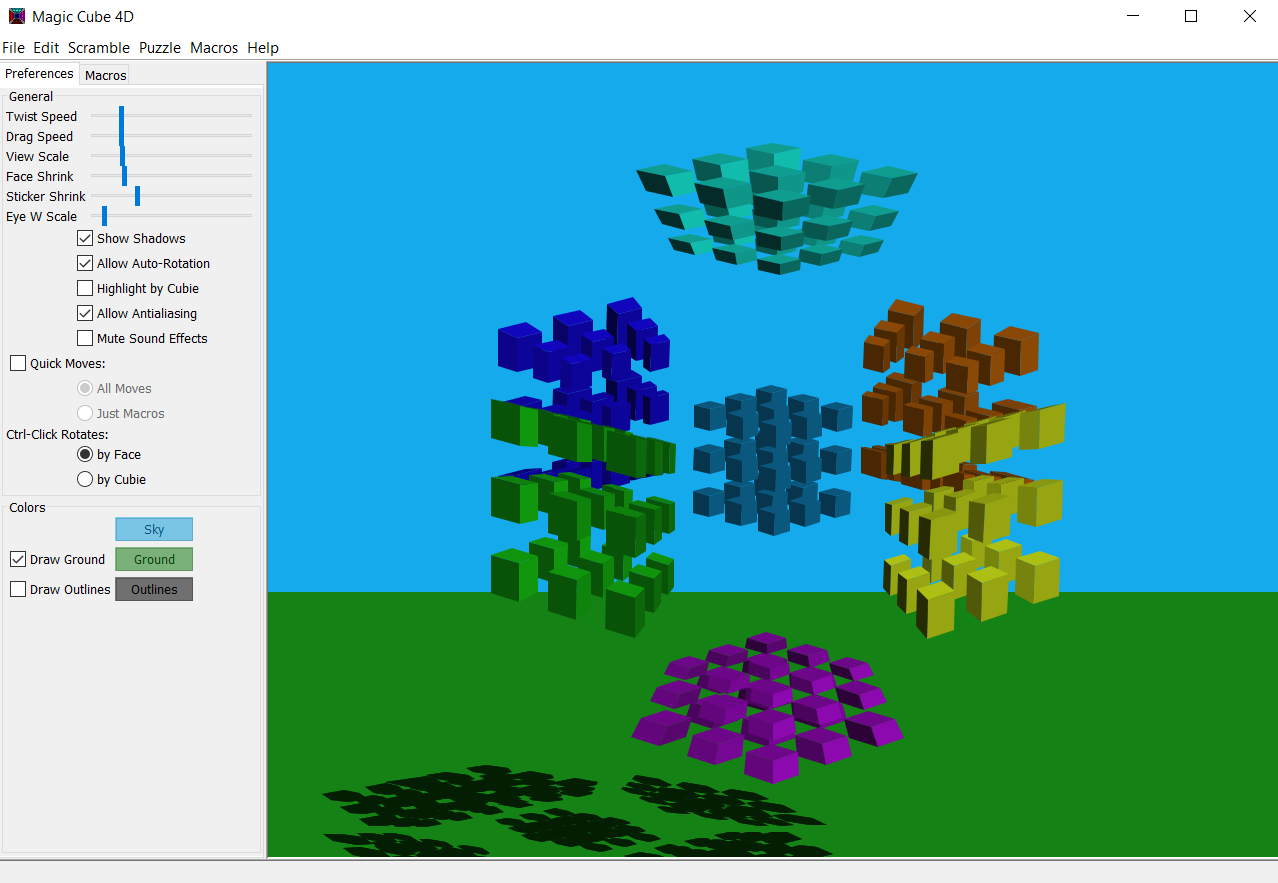 Magic Cube 4D
File Edit Scramble Puzzle Macros Help
Preferences Macros
General
Twist Speed
Drag Speed
View Scale
Face Shrink
Sticker Shrink
Eye W Scale
Show Shadows
Allow Auto-Rotation
Highlight by Cubie
Allow Antialiasing
Mute Sound Effects
Quick Moves:
All Moves
Just Macros
Ctrl-Click Rotates:
by Face
by Cubie
Colors
Sky
Draw Ground Ground
Draw Outlines Outlines